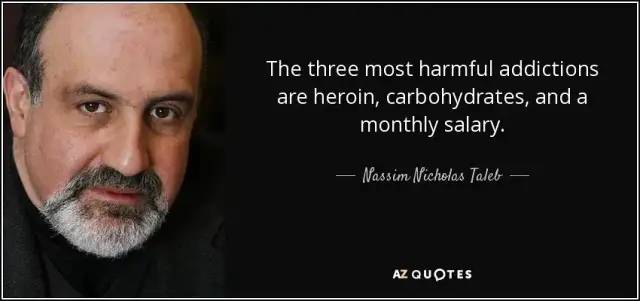 The three most harmful addictions
are heroin, carbohydrates, and a
monthly salary.
— Nassim Nicholas Taleb —
AZ QUOTES